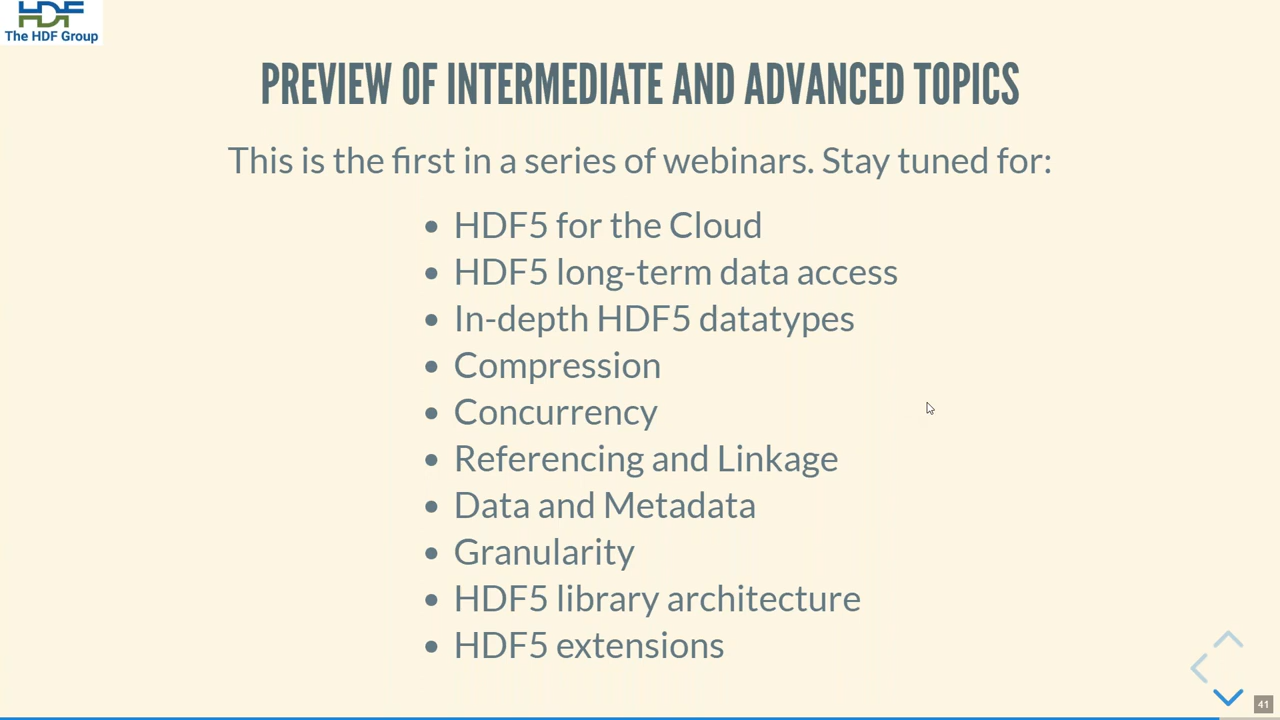 HDF
The HDF Group
PREVIEW OF INTERMEDIATE AND ADVANCED TOPICS
This is the first in a series of webinars. Stay tuned for:
• HDF5 for the Cloud
• HDF5 long-term data access
• In-depth HDF5 datatypes
• Compression
• Concurrency
• Referencing and Linkage
• Data and Metadata
• Granularity
• HDF5 library architecture
• HDF5 extensions
41